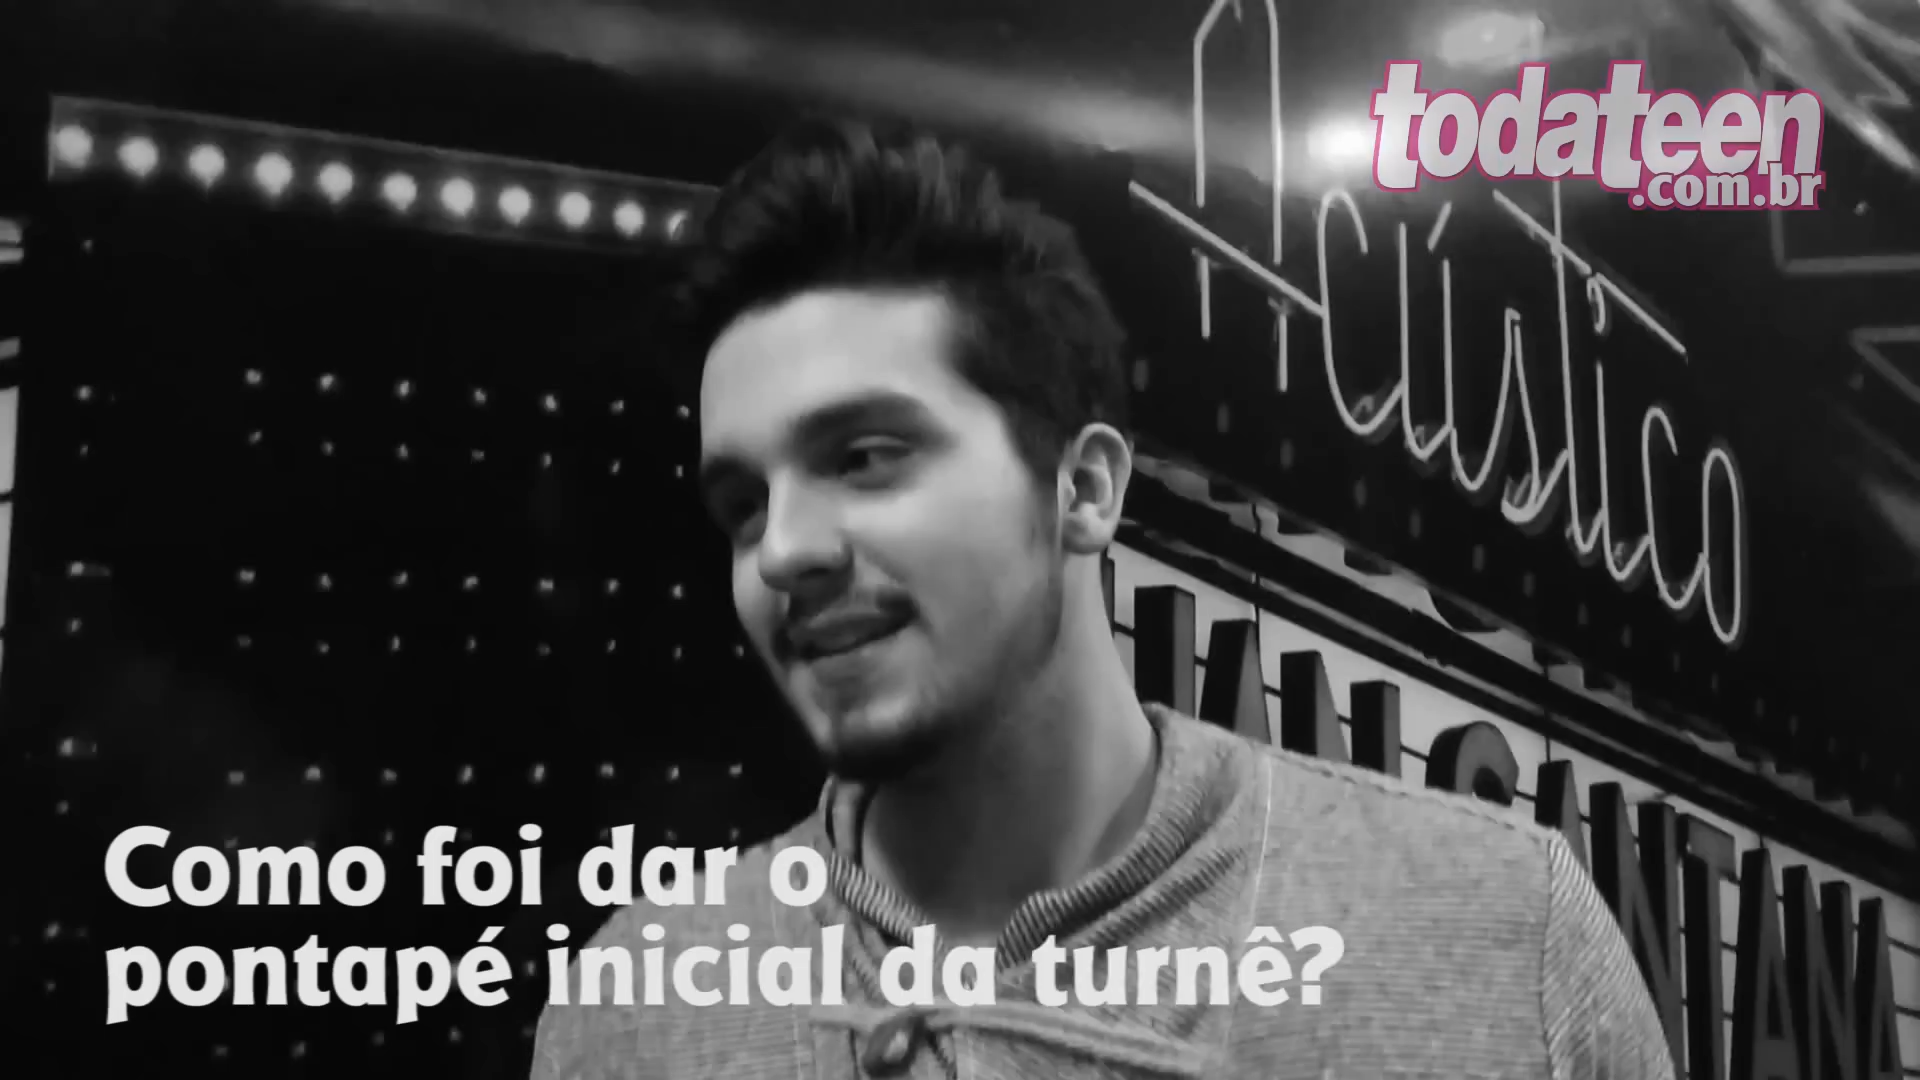 todateen
.com.br
Acústico
Como foi dar o
pontapé inicial da turnê?